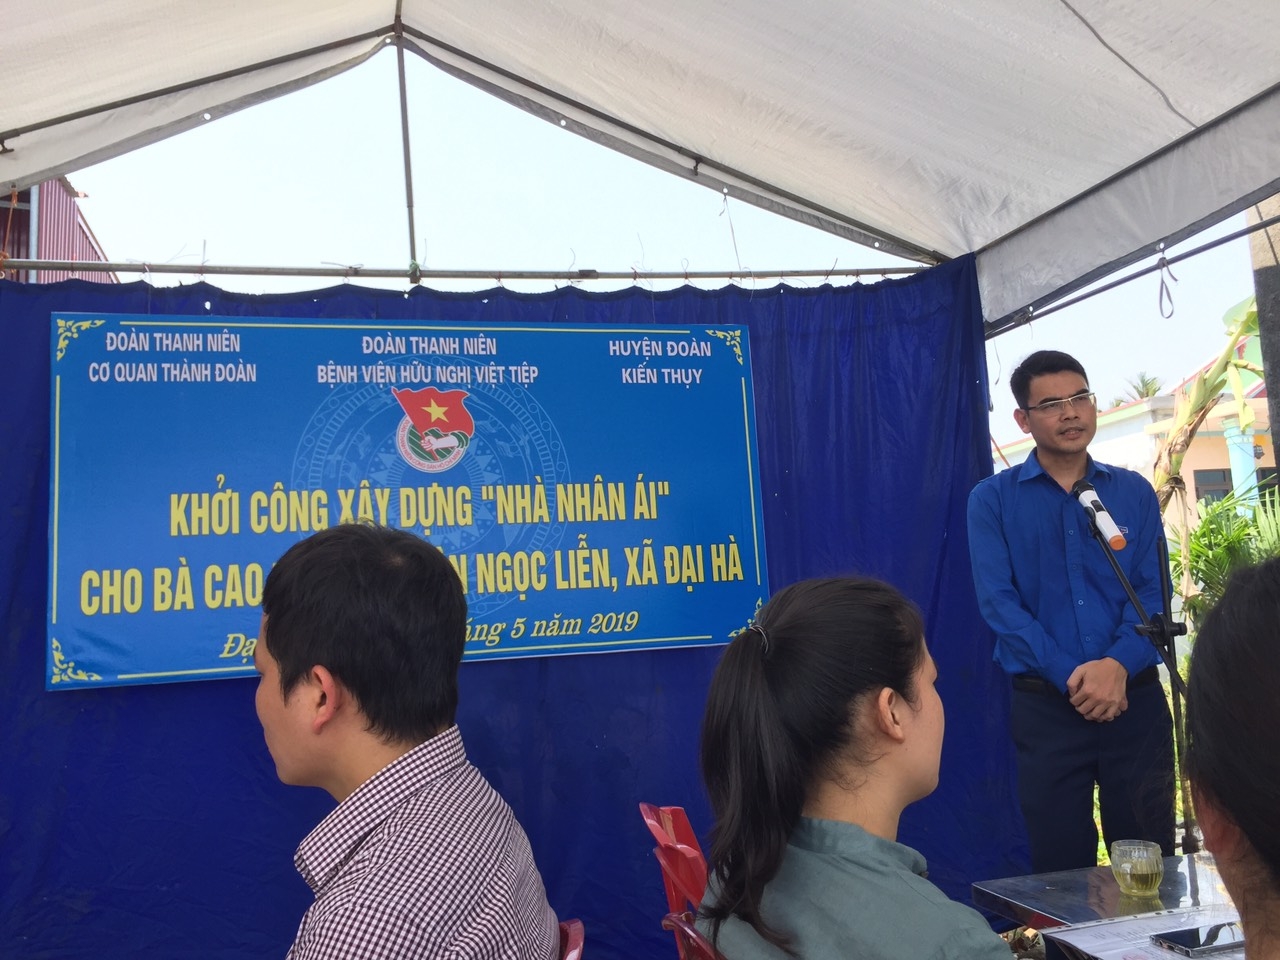 ĐOÀN THANH NIÊN
CƠ QUAN THÀNH ĐOÀN
ĐOÀN THANH NIÊN
BỆNH VIỆN HỮU NGHỊ VIỆT TIỆP
HUYỆN ĐOÀN
KIẾN THỤY
KHỞI CÔNG XÂY DỰNG "NHÀ NHÂN ÁI"
CHO BÀ CAO NGỌC LIỄN, XÃ ĐẠI HÀ
5 năm 2019